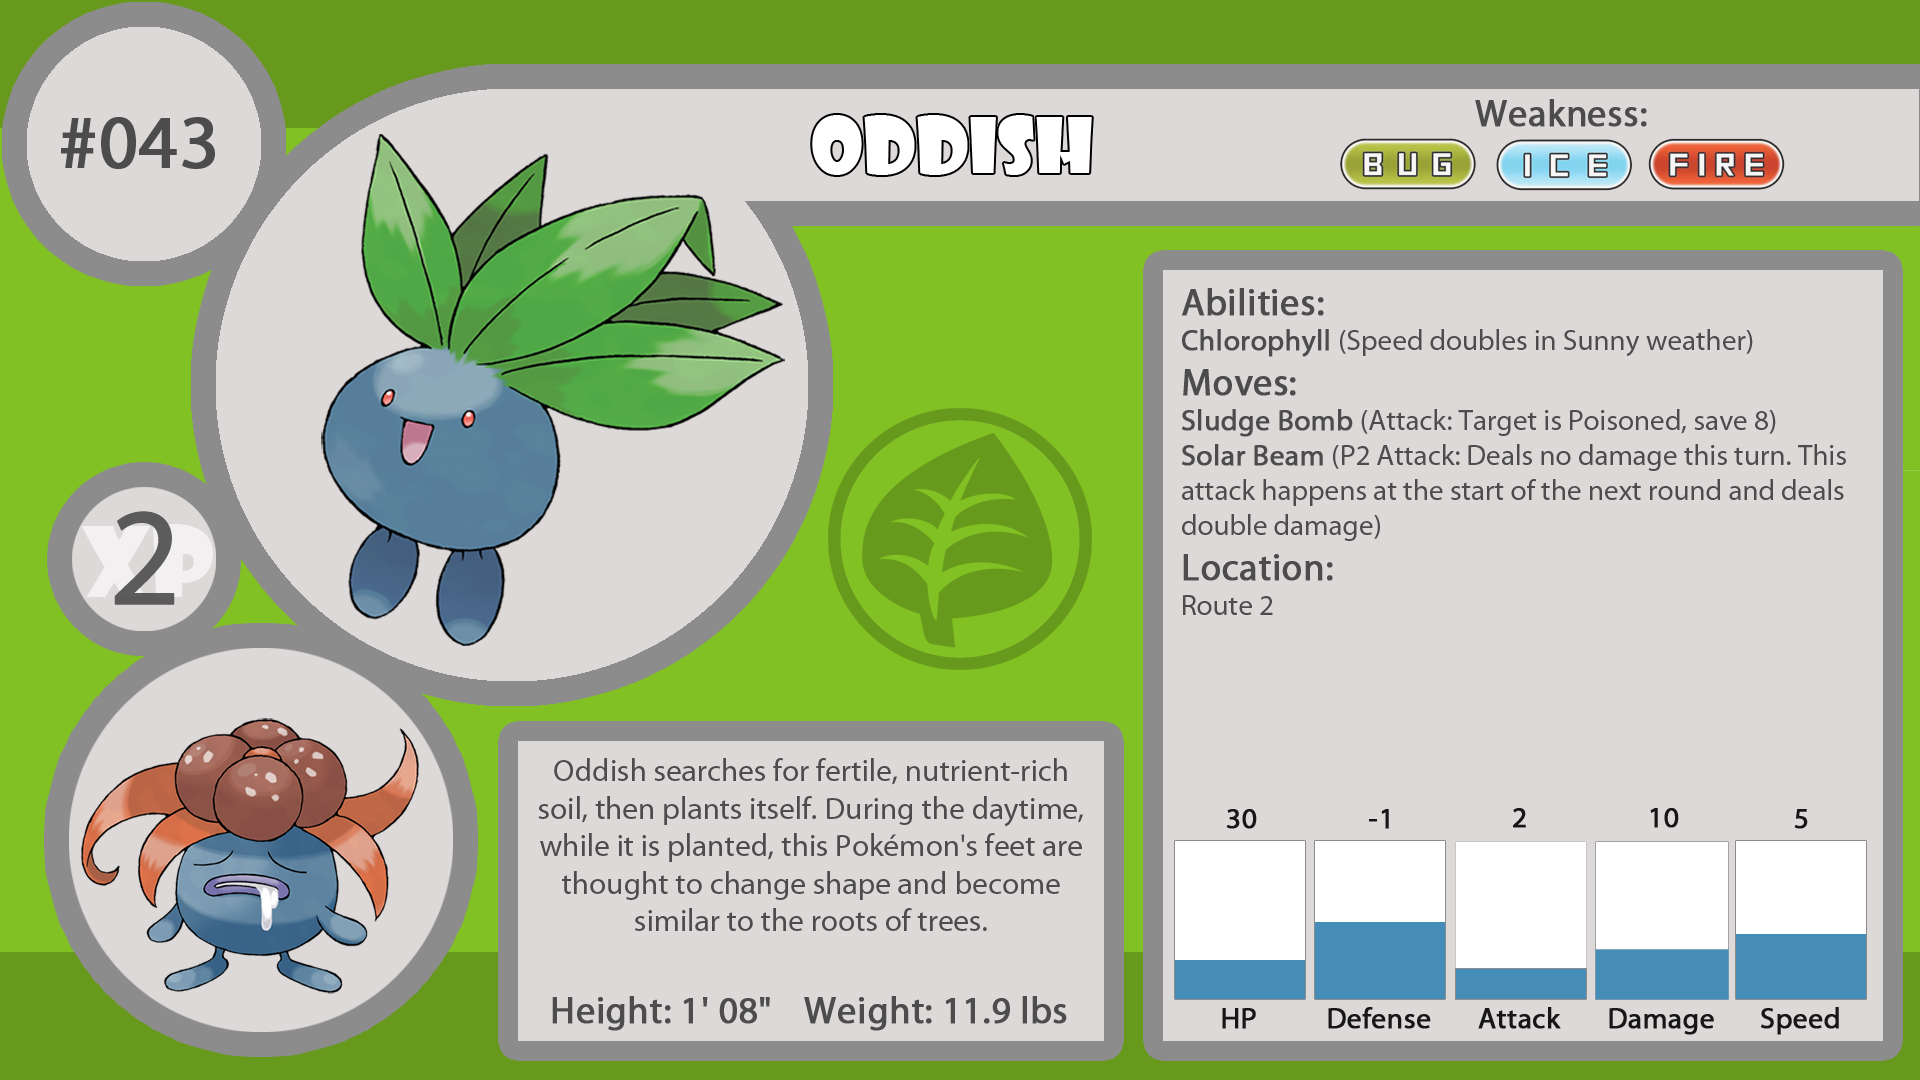 #043
ODDISH
Weakness:
BUG ICE FIRE
Abilities:
Chlorophyll (Speed doubles in Sunny weather)
Moves:
Sludge Bomb (Attack: Target is Poisoned, save 8)
Solar Beam (P2 Attack: Deals no damage this turn. This
attack happens at the start of the next round and deals
double damage)
Location:
Route 2
XP
2
Oddish searches for fertile, nutrient-rich
soil, then plants itself. During the daytime,
while it is planted, this Pokémon's feet are
thought to change shape and become
similar to the roots of trees.
Height: 1' 08" Weight: 11.9 lbs
30 -1 2 10 5
HP Defense Attack Damage Speed